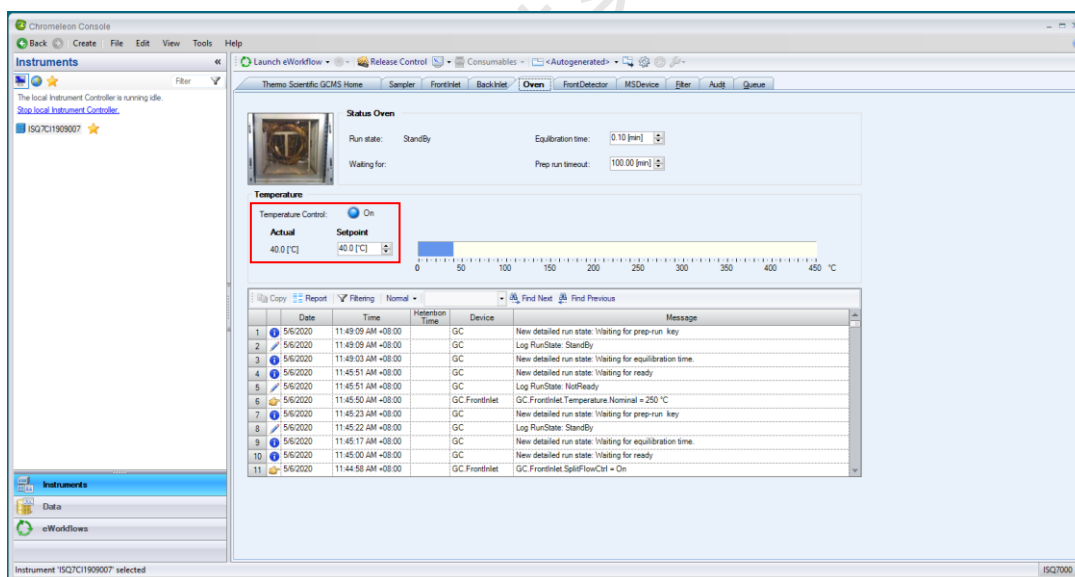 Chromeleon Console
Back Create File Edit View Tools Help
Instruments «
Launch eWorkflow Release Control Consumables <Autogenerated>
Filter
The local Instrument Controller is running idle.
Stop local Instrument Controller.
ISQ7CI1909007
Thermo Scientific GCMS Home Sampler FrontInlet BackInlet Oven FrontDetector MSDevice Filter Audit Queue
Status Oven
Run state: StandBy Equilibration time: 0.10 [min]
Waiting for: Prep run timeout: 100.00 [min]
Temperature
Temperature Control: On
Actual Setpoint
40.0 [°C] 40.0 [°C]
0 50 100 150 200 250 300 350 400 450 °C
Copy Report Filtering Normal Find Next Find Previous
Date Time Retention Time Device Message
1 5/6/2020 11:49:09 AM +08:00 GC New detailed run state: Waiting for prep-run key
2 5/6/2020 11:49:09 AM +08:00 GC Log RunState: StandBy
3 5/6/2020 11:49:03 AM +08:00 GC New detailed run state: Waiting for equilibration time.
4 5/6/2020 11:45:51 AM +08:00 GC New detailed run state: Waiting for ready
5 5/6/2020 11:45:51 AM +08:00 GC Log RunState: NotReady
6 5/6/2020 11:45:50 AM +08:00 GC.FrontInlet GC.FrontInlet.Temperature.Nominal = 250 °C
7 5/6/2020 11:45:23 AM +08:00 GC New detailed run state: Waiting for prep-run key
8 5/6/2020 11:45:22 AM +08:00 GC Log RunState: StandBy
9 5/6/2020 11:45:17 AM +08:00 GC New detailed run state: Waiting for equilibration time.
10 5/6/2020 11:45:00 AM +08:00 GC New detailed run state: Waiting for ready
11 5/6/2020 11:44:58 AM +08:00 GC.FrontInlet GC.FrontInlet.SplitFlowCtrl = On
Instruments
Data
eWorkflows
Instrument 'ISQ7CI1909007' selected ISQ7000